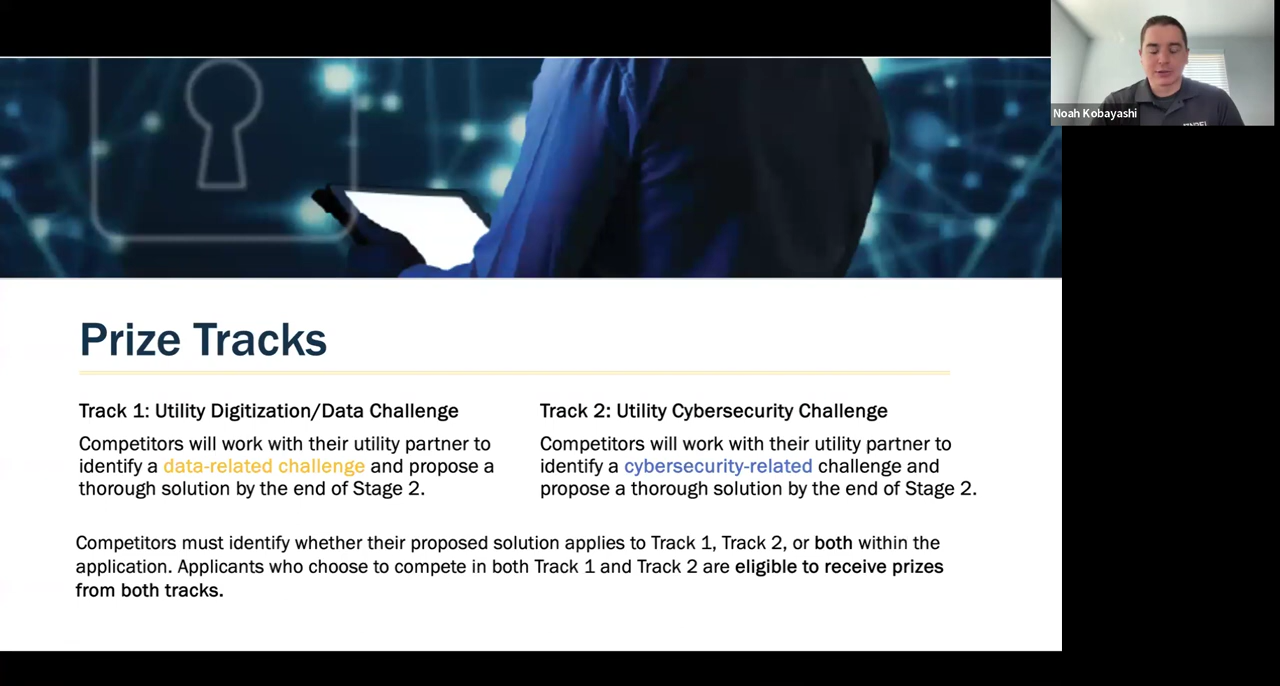 Noah Kobayashi
Prize Tracks
Track 1: Utility Digitization/Data Challenge
Competitors will work with their utility partner to
identify a data-related challenge and propose a
thorough solution by the end of Stage 2.
Track 2: Utility Cybersecurity Challenge
Competitors will work with their utility partner to
identify a cybersecurity-related challenge and
propose a thorough solution by the end of Stage 2.
Competitors must identify whether their proposed solution applies to Track 1, Track 2, or both within the
application. Applicants who choose to compete in both Track 1 and Track 2 are eligible to receive prizes
from both tracks.